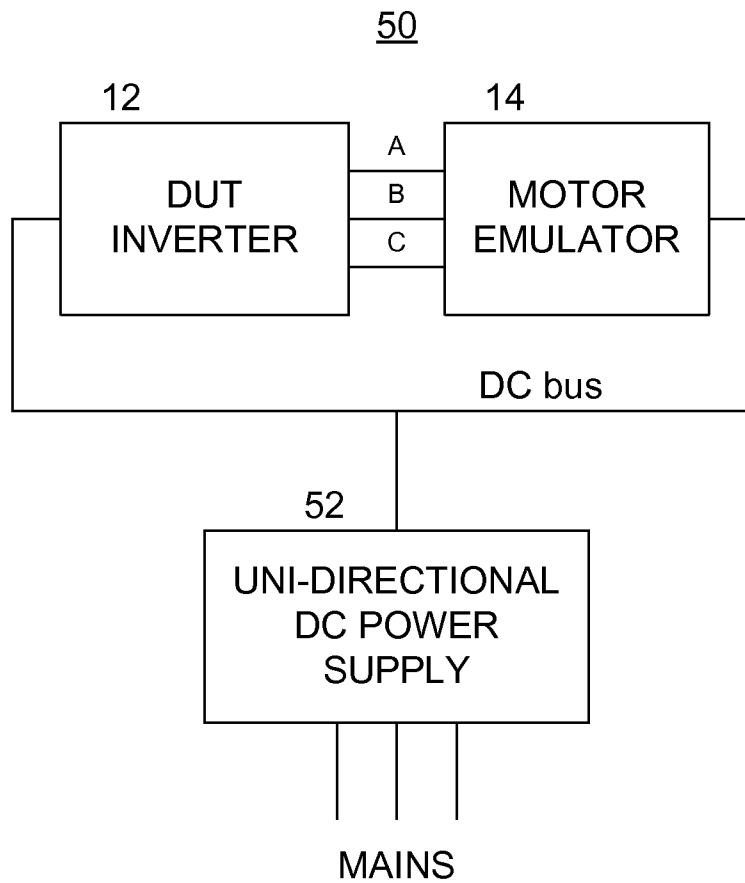 50
12
14
DUT
INVERTER
A
B
C
MOTOR
EMULATOR
DC bus
52
UNI-DIRECTIONAL
DC POWER
SUPPLY
MAINS